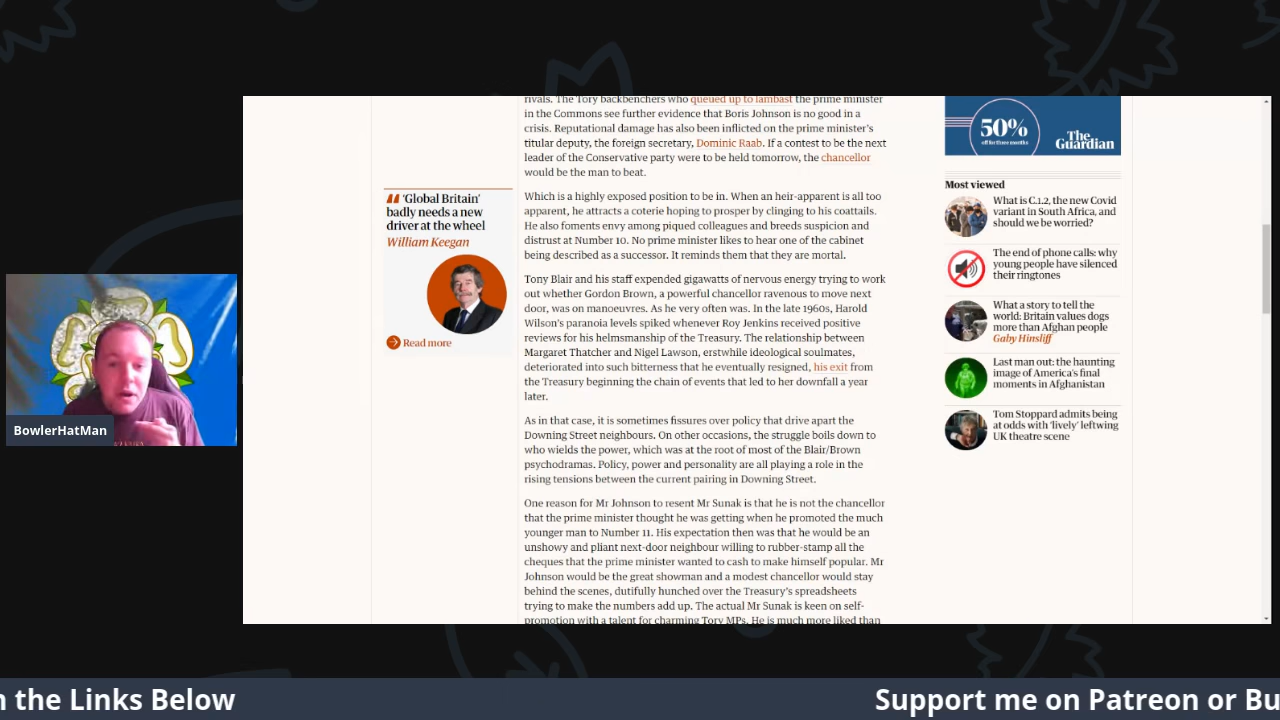 rivals. The Tory backbenchers who queued up to lambast the prime minister
in the Commons see further evidence that Boris Johnson is no good in a
crisis. Reputational damage has also been inflicted on the prime minister's
titular deputy, the foreign secretary, Dominic Raab. If a contest to be the next
leader of the Conservative party were to be held tomorrow, the chancellor
would be the man to beat.
Which is a highly exposed position to be in. When an heir-apparent is all too
apparent, he attracts a coterie hoping to prosper by clinging to his coattails.
He also foments envy among piqued colleagues and breeds suspicion and
distrust at Number 10. No prime minister likes to hear one of the cabinet
being described as a successor. It reminds them that they are mortal.
Tony Blair and his staff expended gigawatts of nervous energy trying to work
out whether Gordon Brown, a powerful chancellor ravenous to move next
door, was on manoeuvres. As he very often was. In the late 1960s, Harold
Wilson's paranoia levels spiked whenever Roy Jenkins received positive
reviews for his helmsmanship of the Treasury. The relationship between
Margaret Thatcher and Nigel Lawson, erstwhile ideological soulmates,
deteriorated into such bitterness that he eventually resigned, his exit from
the Treasury beginning the chain of events that led to her downfall a year
later.
As in that case, it is sometimes fissures over policy that drive apart the
Downing Street neighbours. On other occasions, the struggle boils down to
who wields the power, which was at the root of most of the Blair/Brown
psychodramas. Policy, power and personality are all playing a role in the
rising tensions between the current pairing in Downing Street.
One reason for Mr Johnson to resent Mr Sunak is that he is not the chancellor
that the prime minister thought he was getting when he promoted the much
younger man to Number 11. His expectation then was that he would be an
unshowy and pliant next-door neighbour willing to rubber-stamp all the
cheques that the prime minister wanted to cash to make himself popular. Mr
Johnson would be the great showman and a modest chancellor would stay
behind the scenes, dutifully hunched over the Treasury's spreadsheets
trying to make the numbers add up. The actual Mr Sunak is keen on self-
promotion with a talent for charming Tory MPs. He is much more liked than
'Global Britain'
badly needs a new
driver at the wheel
William Keegan
Read more
50%
off for three months
The
Guardian
Most viewed
What is C.1.2, the new Covid
variant in South Africa, and
should we be worried?
The end of phone calls: why
young people have silenced
their ringtones
What a story to tell the
world: Britain values dogs
more than Afghan people
Gaby Hinsliff
Last man out: the haunting
image of America's final
moments in Afghanistan
Tom Stoppard admits being
at odds with 'lively' leftwing
UK theatre scene
BowlerHatMan
n the Links Below
Support me on Patreon or Bu